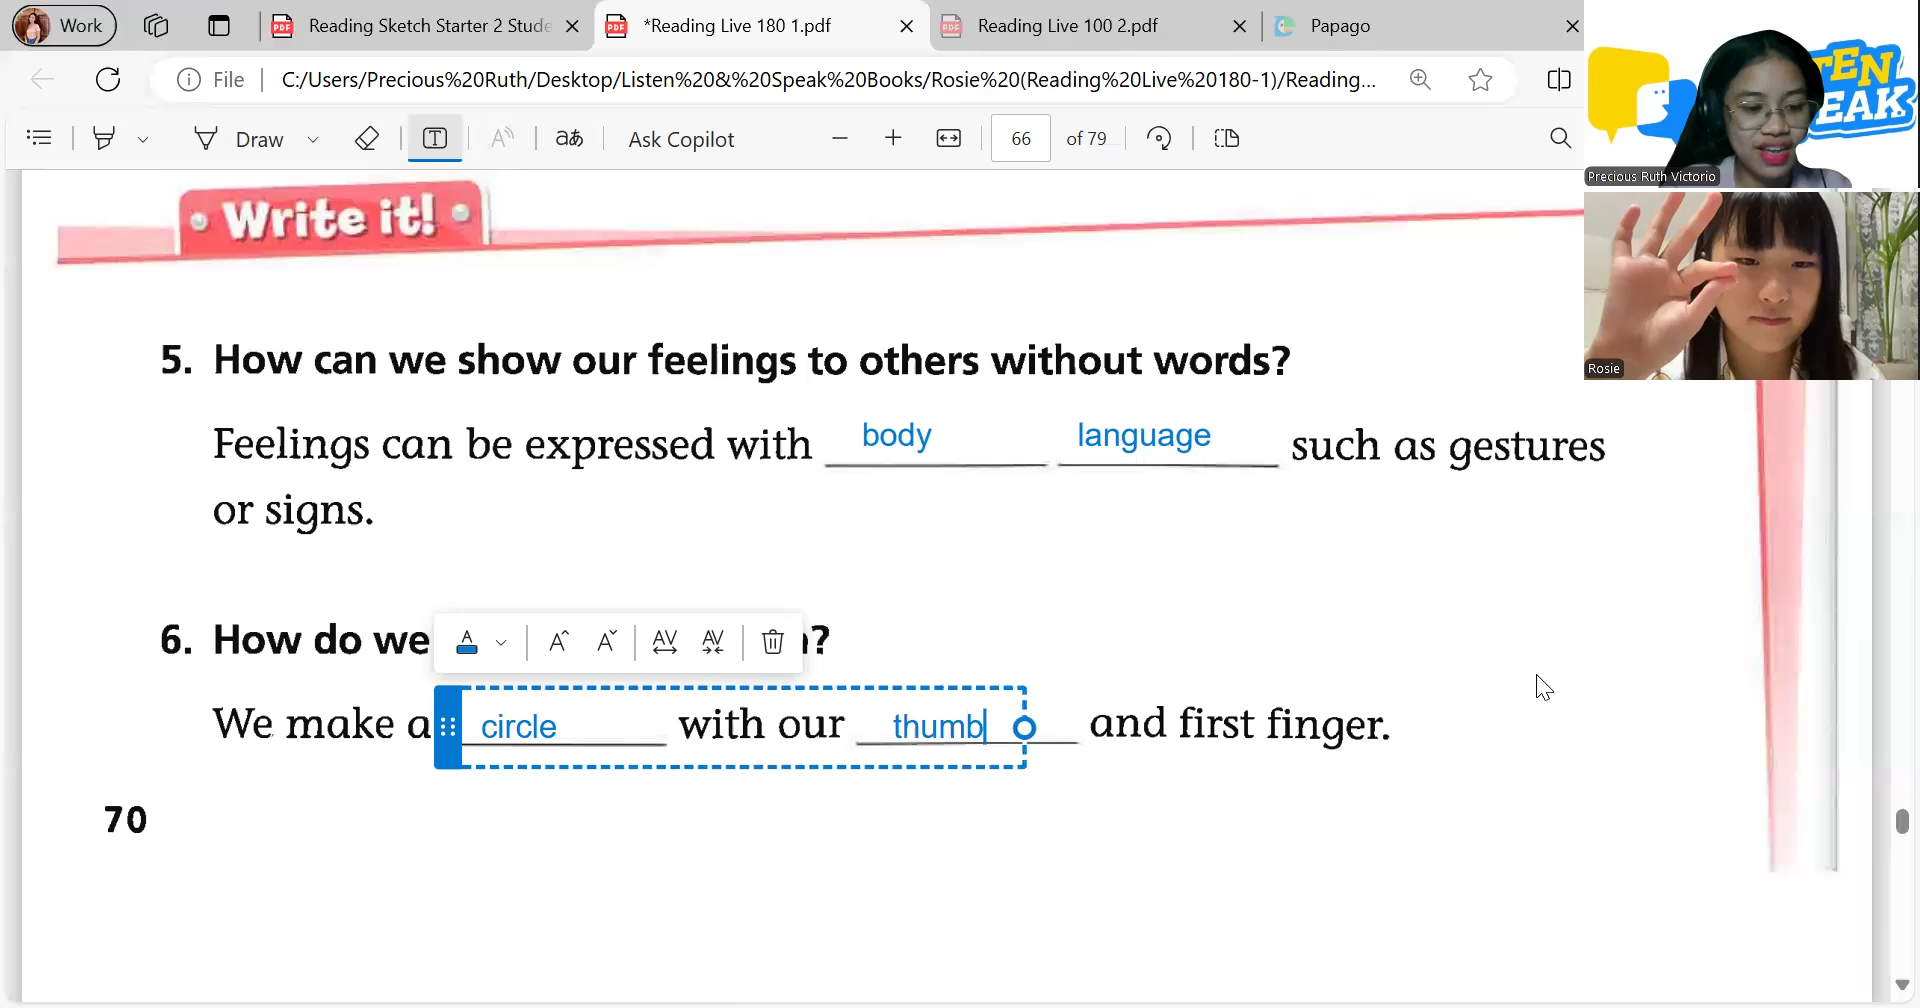 Work
Reading Sketch Starter 2 Stude
*Reading Live 180 1.pdf
Reading Live 100 2.pdf
Papago
File
C:/Users/Precious%20Ruth/Desktop/Listen%20&%20Speak%20Books/Rosie%20(Reading%20Live%20180-1)/Reading...
Draw
Ask Copilot
66 of 79
TEN
EAK
Precious Ruth Victorio
Rosie
Write it!
5. How can we show our feelings to others without words?
Feelings can be expressed with body language such as gestures
or signs.
6. How do we ?
We make a circle with our thumb and first finger.
70